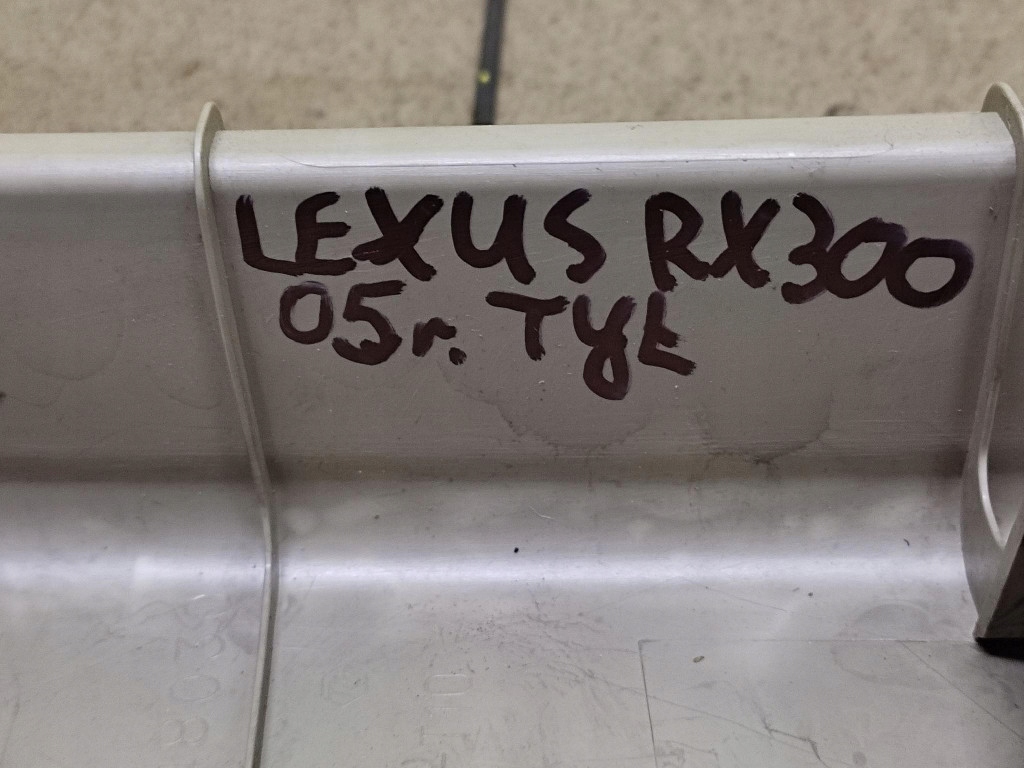 LEXUS RX300
05r. TYŁ